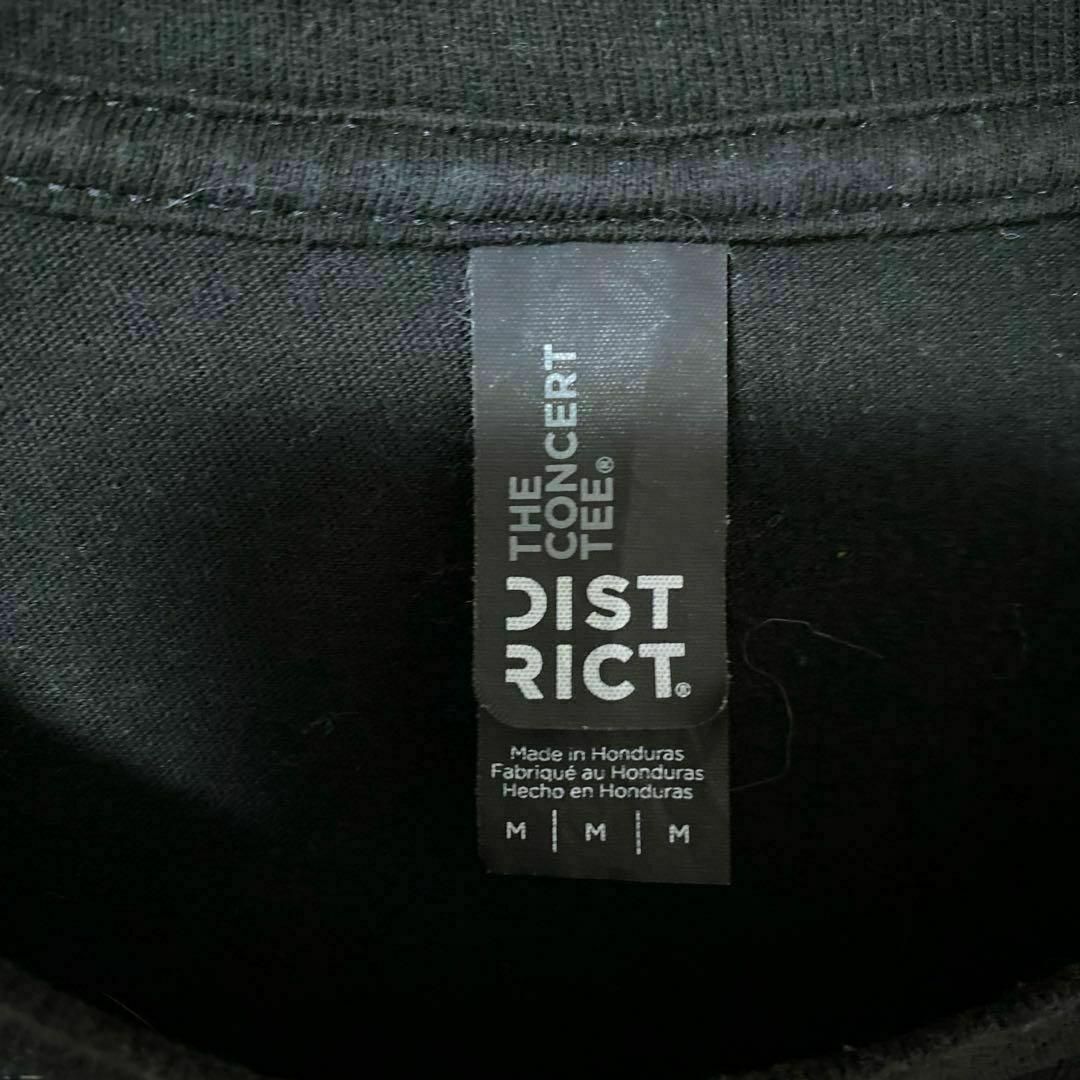 THE
CONCERT
TEE®
DIST
RICT®
Made in Honduras
Fabriqué au Honduras
Hecho en Honduras
M | M | M